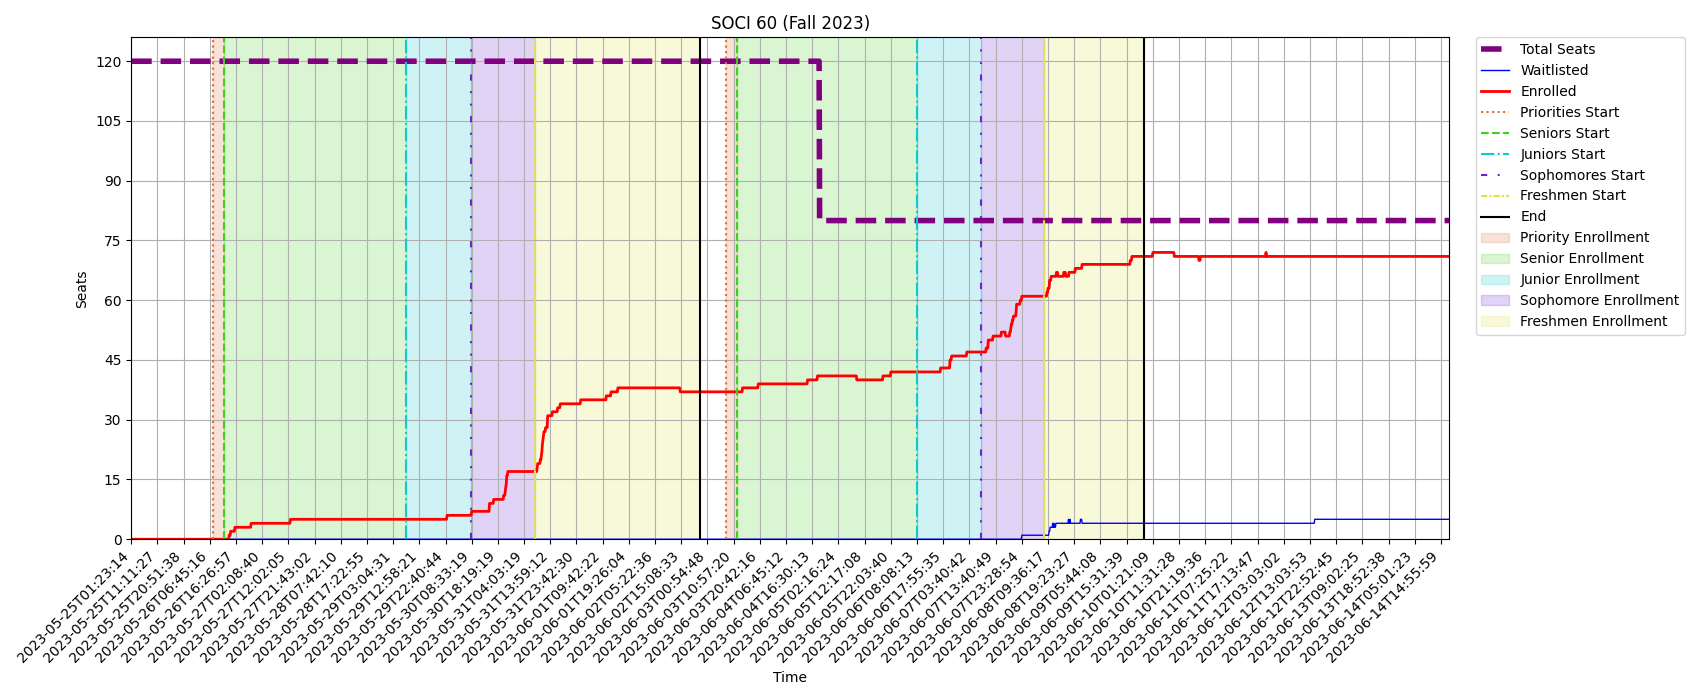 SOCI 60 (Fall 2023)
Seats
120
105
90
75
60
45
30
15
0
2023-05-25T01:23:14
2023-05-25T11:11:27
2023-05-25T20:51:38
2023-05-26T06:45:16
2023-05-26T16:26:57
2023-05-27T02:08:40
2023-05-27T12:02:05
2023-05-27T21:43:02
2023-05-28T07:42:10
2023-05-28T17:22:55
2023-05-29T03:04:31
2023-05-29T12:58:21
2023-05-29T22:40:44
2023-05-30T08:33:19
2023-05-30T18:19:19
2023-05-31T04:03:19
2023-05-31T13:59:12
2023-05-31T23:42:30
2023-06-01T09:42:22
2023-06-01T19:26:04
2023-06-02T05:22:36
2023-06-02T15:08:33
2023-06-03T00:54:48
2023-06-03T10:57:20
2023-06-03T20:42:16
2023-06-04T06:45:12
2023-06-04T16:30:13
2023-06-05T02:16:24
2023-06-05T12:17:08
2023-06-05T22:03:40
2023-06-06T08:08:13
2023-06-06T17:55:35
2023-06-07T03:40:42
2023-06-07T13:40:49
2023-06-07T23:28:54
2023-06-08T09:36:17
2023-06-08T19:23:27
2023-06-09T05:44:08
2023-06-09T15:31:39
2023-06-10T01:21:09
2023-06-10T11:31:28
2023-06-10T21:19:36
2023-06-11T07:25:22
2023-06-11T17:13:47
2023-06-12T03:03:02
2023-06-12T13:03:53
2023-06-12T22:52:45
2023-06-13T09:02:25
2023-06-13T18:52:38
2023-06-14T05:01:23
2023-06-14T14:55:59
Time
Total Seats
Waitlisted
Enrolled
Priorities Start
Seniors Start
Juniors Start
Sophomores Start
Freshmen Start
End
Priority Enrollment
Senior Enrollment
Junior Enrollment
Sophomore Enrollment
Freshmen Enrollment